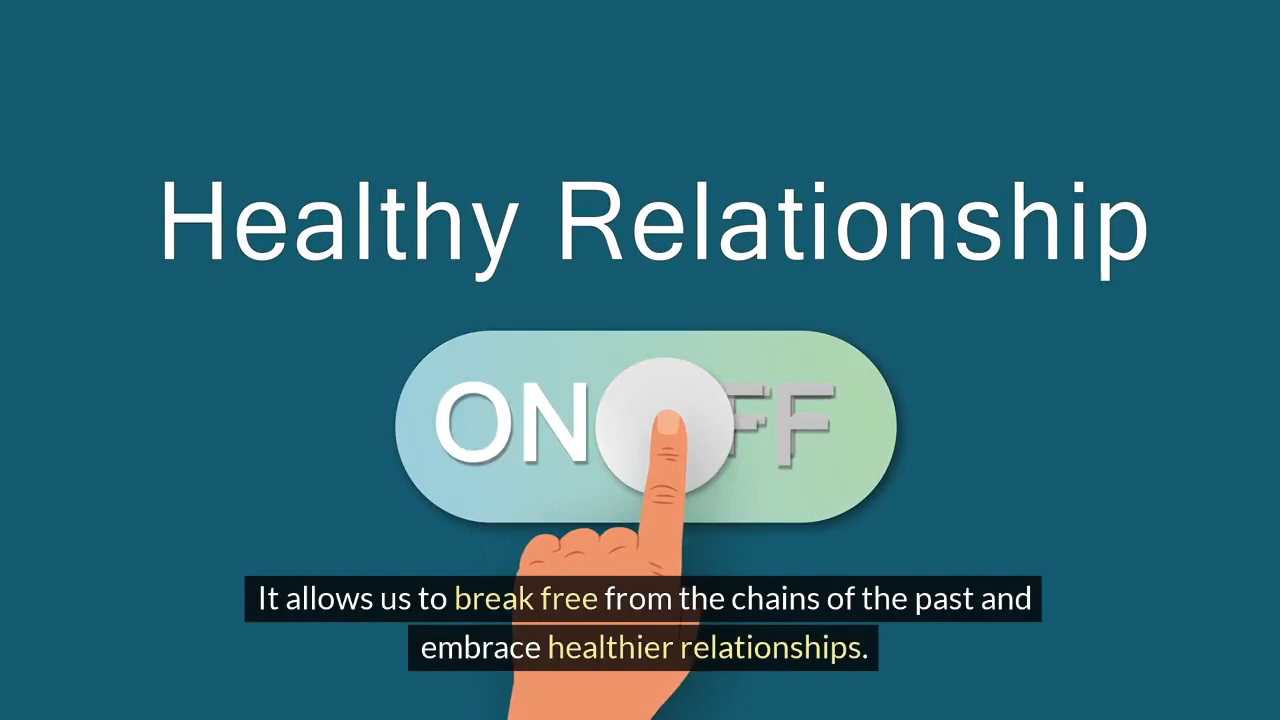 Healthy Relationship
ON FF
It allows us to break free from the chains of the past and
embrace healthier relationships.